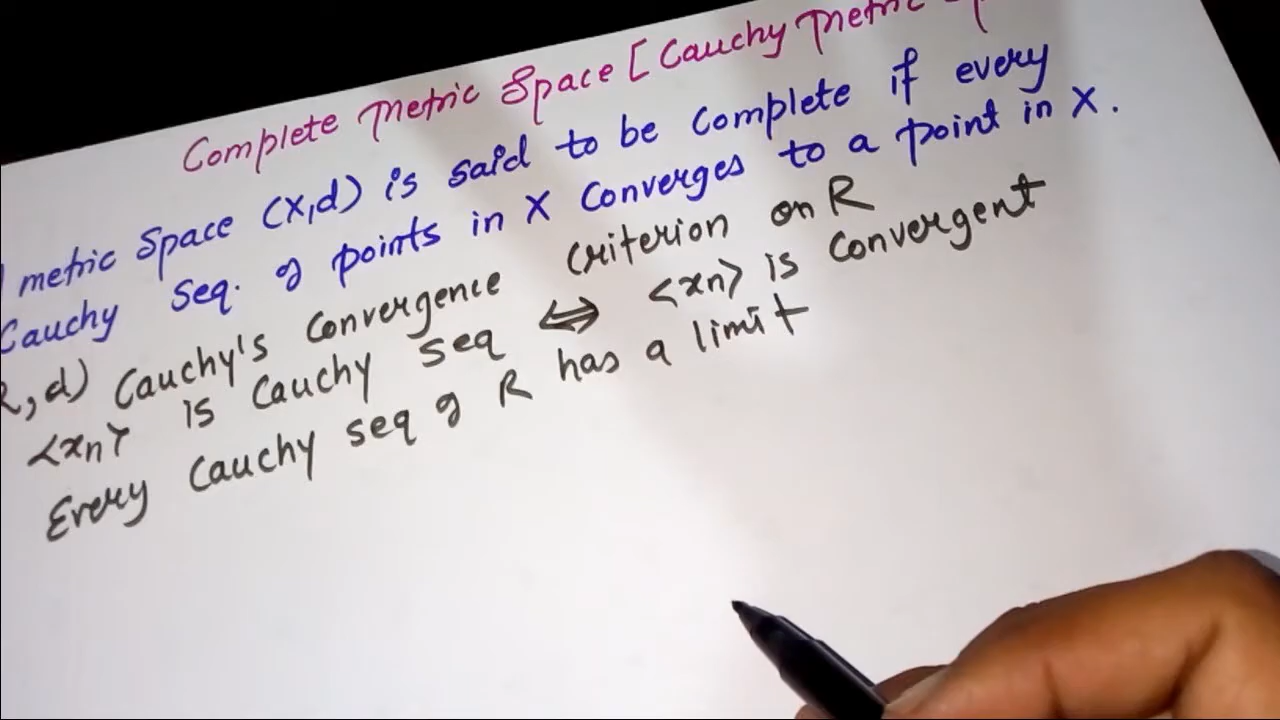 Complete Metric Space [Cauchy Metric
metric Space (X,d) is said to be complete if every
Cauchy Seq. of points in X Converges to a point in X.
R, d) Cauchy's Convergence Criterion on R
<xn> is Cauchy seq ⇔ <xn> is Convergent
Every Cauchy seq of R has a limit